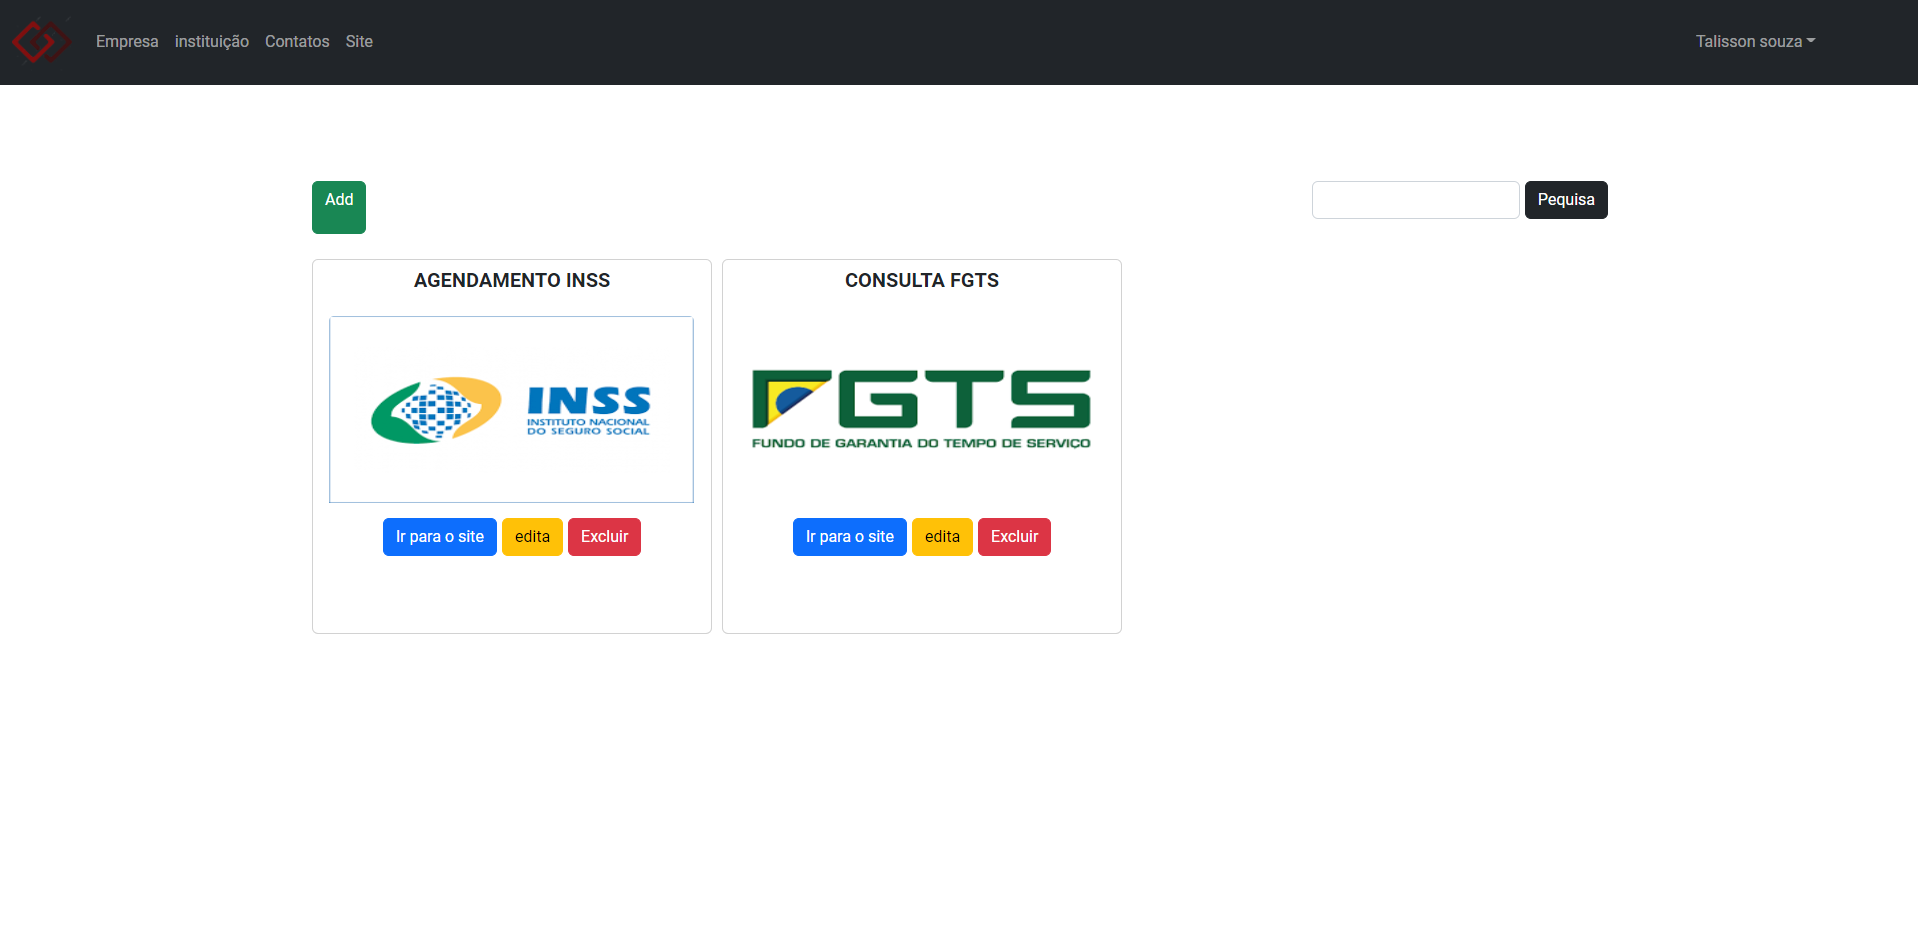 Empresa instituição Contatos Site Talisson souza
Add Pequisa
AGENDAMENTO INSS
INSS
INSTITUTO NACIONAL
DO SEGURO SOCIAL
Ir para o site edita Excluir
CONSULTA FGTS
FGTS
FUNDO DE GARANTIA DO TEMPO DE SERVIÇO
Ir para o site edita Excluir